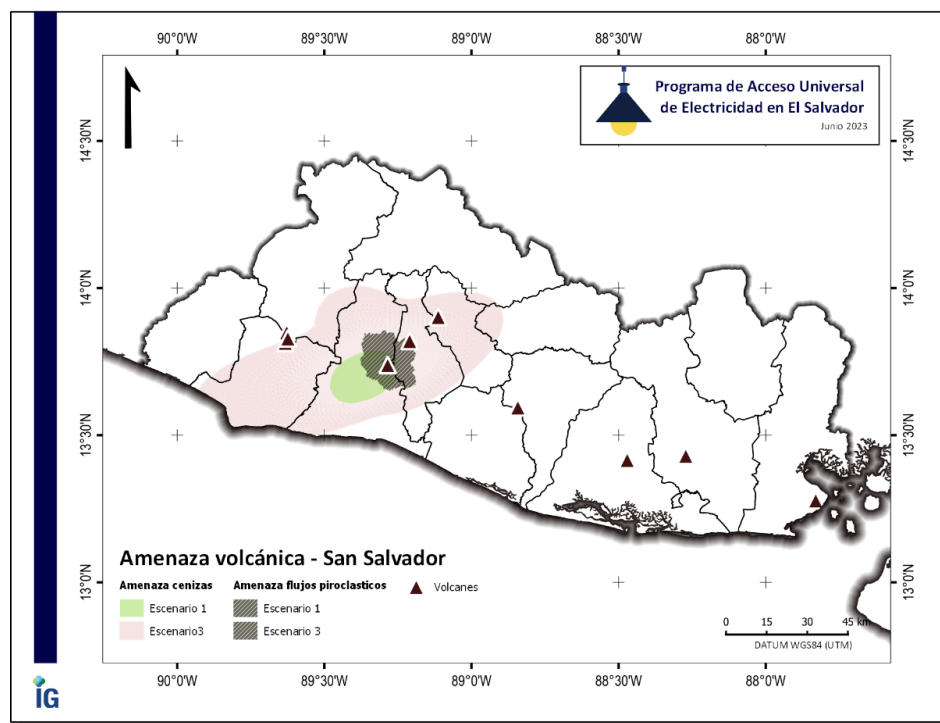 90°0'W 89°30'W 89°0'W 88°30'W 88°0'W
Programa de Acceso Universal
de Electricidad en El Salvador
Junio 2023
14°30'N 14°30'N
14°0'N 14°0'N
13°30'N 13°30'N
13°0'N 13°0'N
Amenaza volcánica - San Salvador
Amenaza cenizas Amenaza flujos piroclasticos Volcanes
Escenario 1 Escenario 1
Escenario3 Escenario 3
0 15 30 45 km
DATUM WGS84 (UTM)
90°0'W 89°30'W 89°0'W 88°30'W 88°0'W
iG